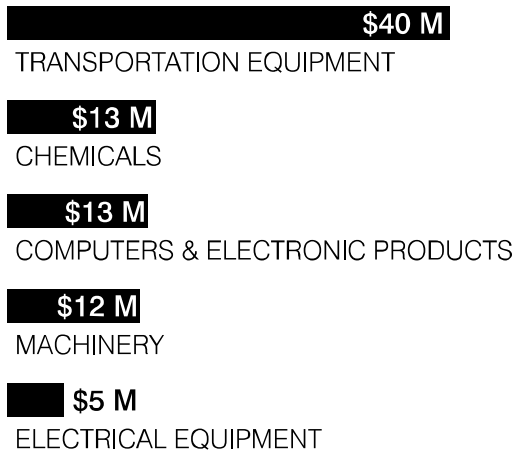 $40 M
TRANSPORTATION EQUIPMENT
$13 M
CHEMICALS
$13 M
COMPUTERS & ELECTRONIC PRODUCTS
$12 M
MACHINERY
$5 M
ELECTRICAL EQUIPMENT